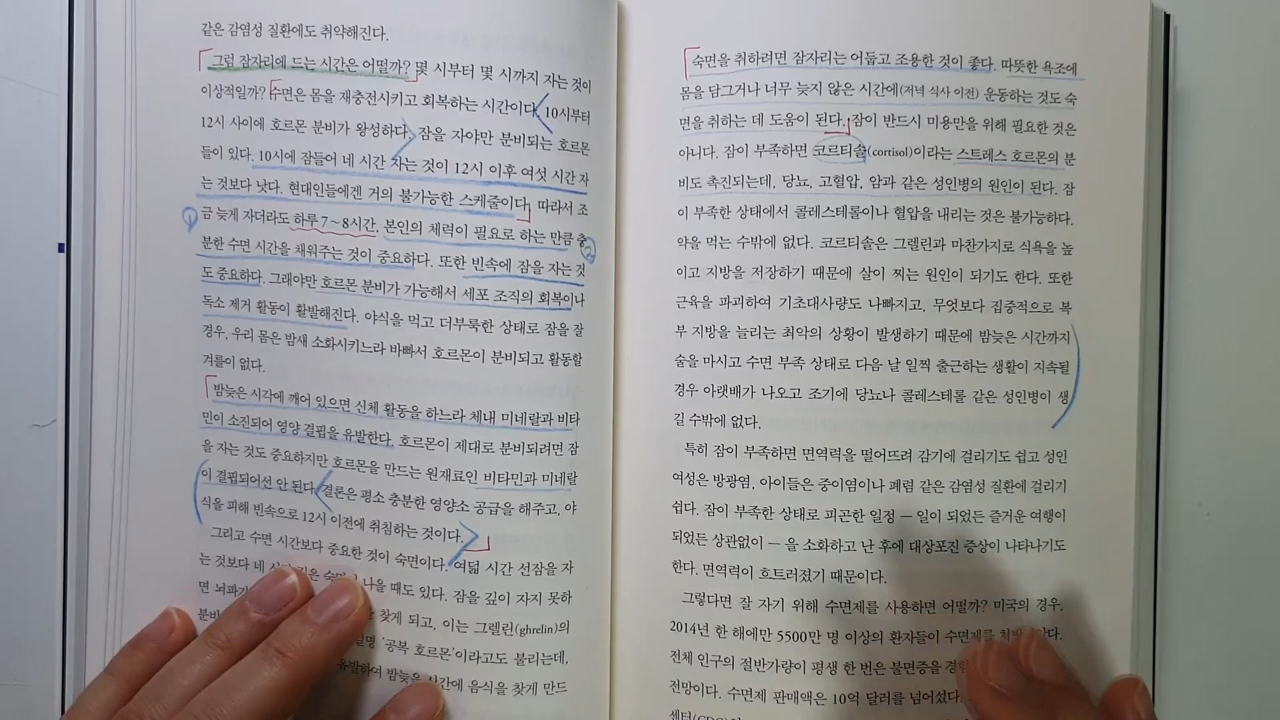 같은 감염성 질환에도 취약해진다.
그럼 잠자리에 드는 시간은 어떨까? 몇 시부터 몇 시까지 자는 것이
이상적일까? 수면은 몸을 재충전시키고 회복하는 시간이다. 10시부터
12시 사이에 호르몬 분비가 왕성하다. 잠을 자야만 분비되는 호르몬
들이 있다. 10시에 잠들어 네 시간 자는 것이 12시 이후 여섯 시간 자
는 것보다 낫다. 현대인들에겐 거의 불가능한 스케줄이다. 따라서 조
① 금 늦게 자더라도 하루 7~8시간, 본인의 체력이 필요로 하는 만큼 충
분한 수면 시간을 채워주는 것이 중요하다. 또한 빈속에 잠을 자는 것 ②
도 중요하다. 그래야만 호르몬 분비가 가능해서 세포 조직의 회복이나
독소 제거 활동이 활발해진다. 야식을 먹고 더부룩한 상태로 잠을 잘
경우, 우리 몸은 밤새 소화시키느라 바빠서 호르몬이 분비되고 활동할
겨를이 없다.
밤늦은 시각에 깨어 있으면 신체 활동을 하느라 체내 미네랄과 비타
민이 소진되어 영양 결핍을 유발한다. 호르몬이 제대로 분비되려면 잠
을 자는 것도 중요하지만 호르몬을 만드는 원재료인 비타민과 미네랄
이 결핍되어선 안 된다. 결론은 평소 충분한 영양소 공급을 해주고, 야
식을 피해 빈속으로 12시 이전에 취침하는 것이다.
그리고 수면 시간보다 중요한 것이 숙면이다. 여덟 시간 선잠을 자
는 것보다 네 시간 나을 때도 있다. 잠을 깊이 자지 못하
면 뇌파가 찾게 되고, 이는 그렐린(ghrelin)의
분비 일명 '공복 호르몬'이라고도 불리는데,
유발하여 밤늦은 시간에 음식을 찾게 만드
숙면을 취하려면 잠자리는 어둡고 조용한 것이 좋다. 따뜻한 욕조에
몸을 담그거나 너무 늦지 않은 시간에(저녁 식사 이전) 운동하는 것도 숙
면을 취하는 데 도움이 된다. 잠이 반드시 미용만을 위해 필요한 것은
아니다. 잠이 부족하면 코르티솔(cortisol)이라는 스트레스 호르몬의 분
비도 촉진되는데, 당뇨, 고혈압, 암과 같은 성인병의 원인이 된다. 잠
이 부족한 상태에서 콜레스테롤이나 혈압을 내리는 것은 불가능하다.
약을 먹는 수밖에 없다. 코르티솔은 그렐린과 마찬가지로 식욕을 높
이고 지방을 저장하기 때문에 살이 찌는 원인이 되기도 한다. 또한
근육을 파괴하여 기초대사량도 나빠지고, 무엇보다 집중적으로 복
부 지방을 늘리는 최악의 상황이 발생하기 때문에 밤늦은 시간까지
술을 마시고 수면 부족 상태로 다음 날 일찍 출근하는 생활이 지속될
경우 아랫배가 나오고 조기에 당뇨나 콜레스테롤 같은 성인병이 생
길 수밖에 없다.
특히 잠이 부족하면 면역력을 떨어뜨려 감기에 걸리기도 쉽고 성인
여성은 방광염, 아이들은 중이염이나 폐렴 같은 감염성 질환에 걸리기
쉽다. 잠이 부족한 상태로 피곤한 일정 — 일이 되었든 즐거운 여행이
되었든 상관없이 — 을 소화하고 난 후에 대상포진 증상이 나타나기도
한다. 면역력이 흐트러졌기 때문이다.
그렇다면 잘 자기 위해 수면제를 사용하면 어떨까? 미국의 경우,
2014년 한 해에만 5500만 명 이상의 환자들이 수면제를
전체 인구의 절반가량이 평생 한 번은 불면증을
전망이다. 수면제 판매액은 10억 달러를 넘어섰다.